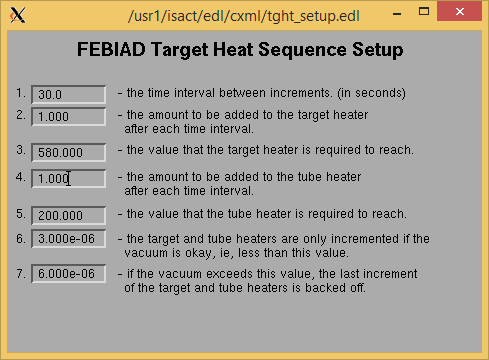 /usr1/isact/edl/cxml/tght_setup.edl
FEBIAD Target Heat Sequence Setup
1. 30.0 - the time interval between increments. (in seconds)
2. 1.000 - the amount to be added to the target heater
after each time interval.
3. 580.000 - the value that the target heater is required to reach.
4. 1.000 - the amount to be added to the tube heater
after each time interval.
5. 200.000 - the value that the tube heater is required to reach.
6. 3.000e-06 - the target and tube heaters are only incremented if the
vacuum is okay, ie, less than this value.
7. 6.000e-06 - if the vacuum exceeds this value, the last increment
of the target and tube heaters is backed off.